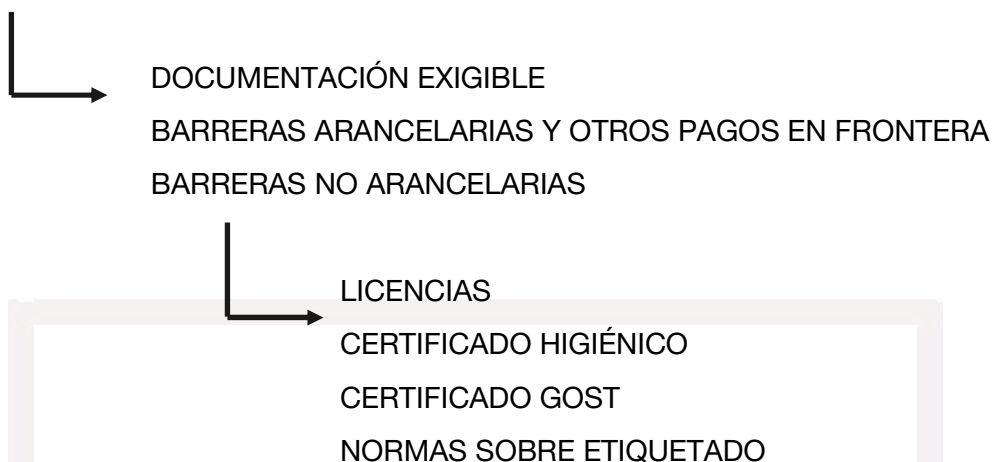 DOCUMENTACIÓN EXIGIBLE
BARRERAS ARANCELARIAS Y OTROS PAGOS EN FRONTERA
BARRERAS NO ARANCELARIAS
LICENCIAS
CERTIFICADO HIGIÉNICO
CERTIFICADO GOST
NORMAS SOBRE ETIQUETADO